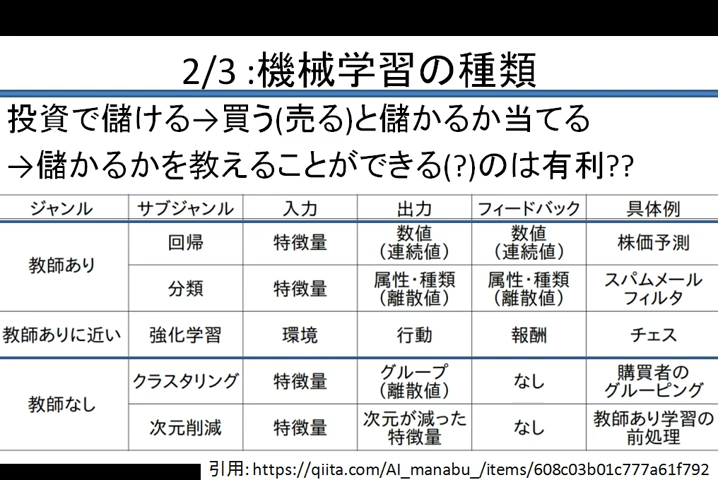 2/3 :機械学習の種類
投資で儲ける→買う(売る)と儲かるか当てる
→儲かるかを教えることができる(?)のは有利??
ジャンル サブジャンル 入力 出力 フィードバック 具体例
教師あり 回帰 特徴量 数値（連続値） 数値（連続値） 株価予測
分類 特徴量 属性・種類（離散値） 属性・種類（離散値） スパムメールフィルタ
教師ありに近い 強化学習 環境 行動 報酬 チェス
教師なし クラスタリング 特徴量 グループ（離散値） なし 購買者のグルーピング
次元削減 特徴量 次元が減った特徴量 なし 教師あり学習の前処理
引用: https://qiita.com/AI_manabu_/items/608c03b01c777a61f792